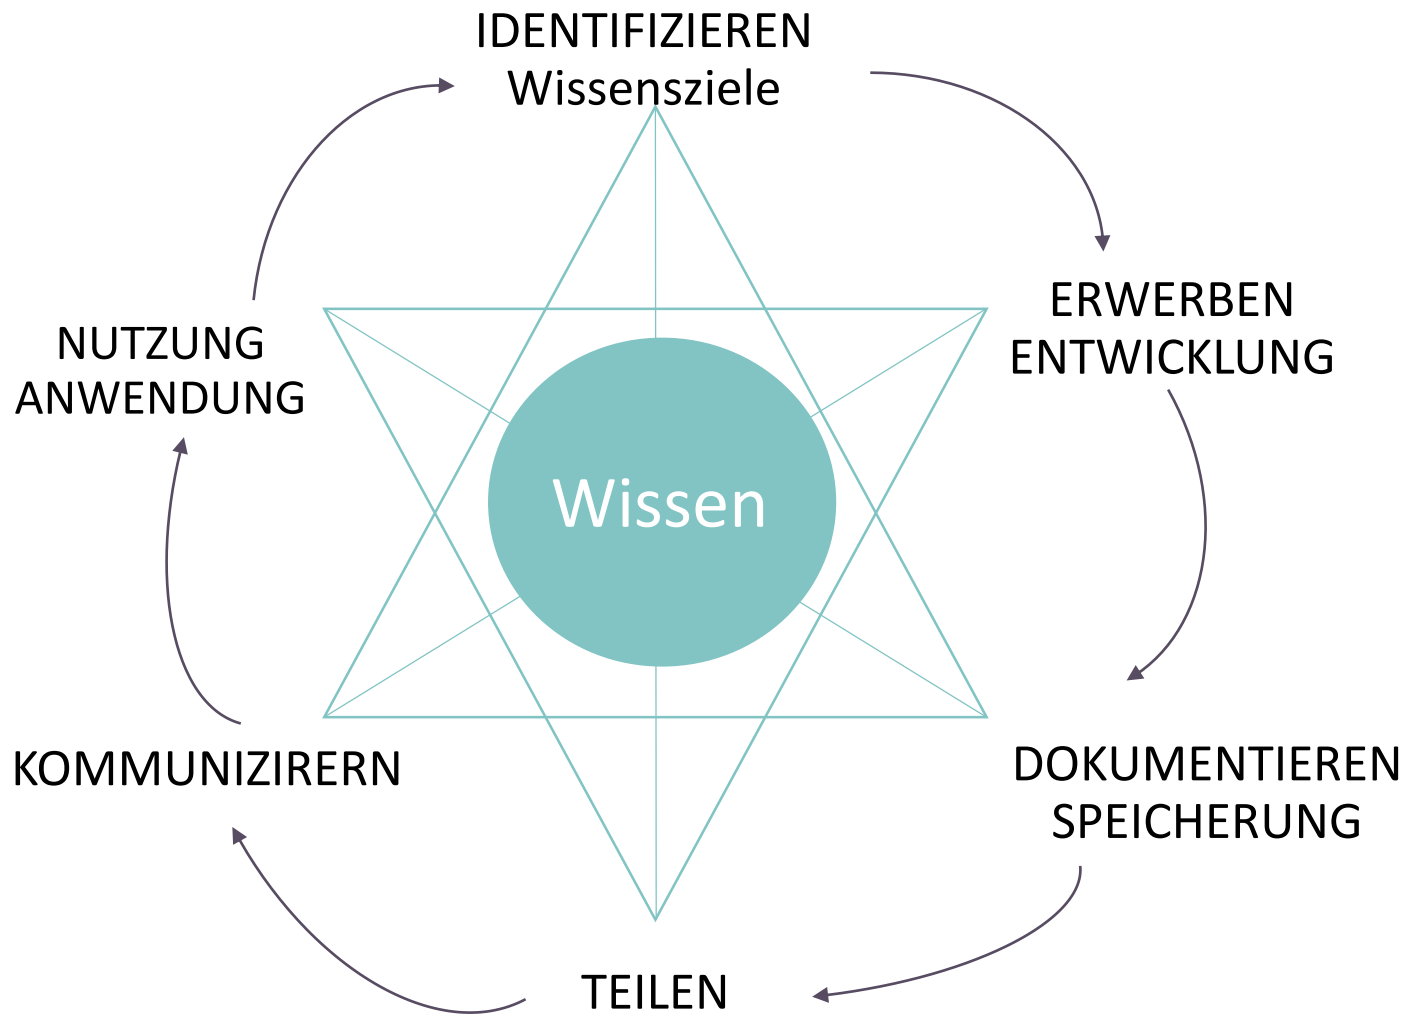 IDENTIFIZIEREN
Wissensziele
ERWERBEN
ENTWICKLUNG
DOKUMENTIEREN
SPEICHERUNG
TEILEN
KOMMUNIZIRERN
NUTZUNG
ANWENDUNG
Wissen